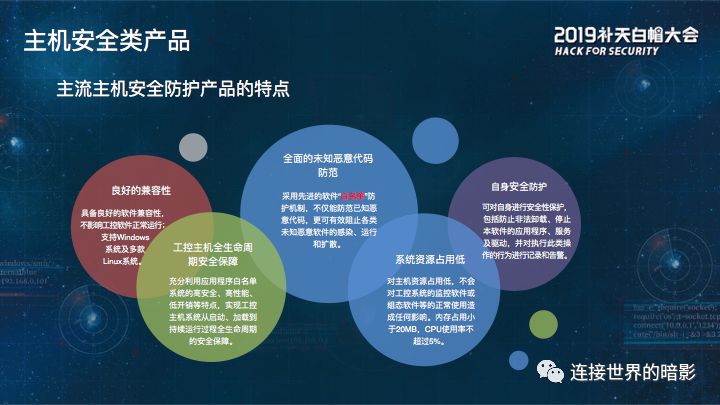 主机安全类产品
2019补天白帽大会
HACK FOR SECURITY
主流主机安全防护产品的特点
良好的兼容性
具备良好的软件兼容性，
不影响工控软件正常运行；
支持Windows
系统及多款
Linux系统。
工控主机全生命周
期安全保障
充分利用应用程序白名单
系统的高安全、高性能、
低开销等特点，实现工控
主机系统从启动、加载到
持续运行过程全生命周期
的安全保障。
全面的未知恶意代码
防范
采用先进的软件“白名单”防
护机制，不仅能防范已知恶
意代码，更可有效阻止各类
未知恶意软件的感染、运行
和扩散。
系统资源占用低
对主机资源占用低，不会
对工控系统的监控软件或
组态软件等的正常使用造
成任何影响。内存占用小
于20MB，CPU使用率不
超过5%。
自身安全防护
可对自身进行安全性保护，
包括防止非法卸载、停止
本软件的应用程序、服务
及驱动，并对执行此类操
作的行为进行记录和告警。
连接世界的暗影